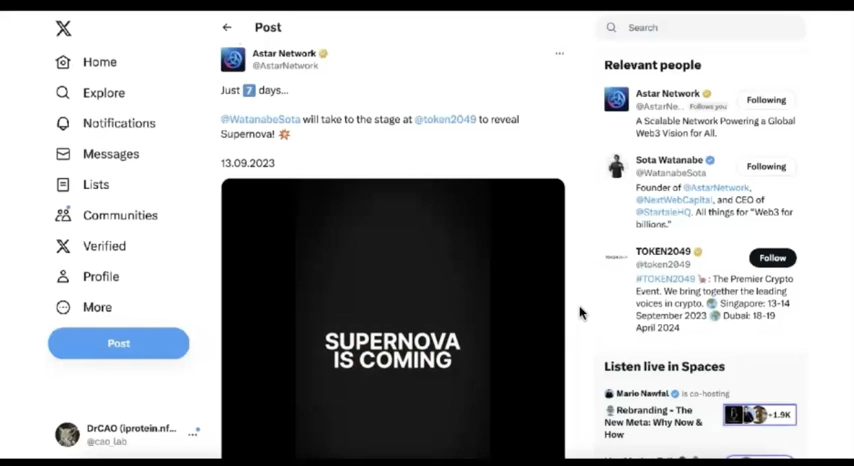 Home
Explore
Notifications
Messages
Lists
Communities
Verified
Profile
More
Post
DrCAO (iprotein.nf...
@cao_lab
Post
Astar Network
@AstarNetwork
Just 7 days...
@WatanabeSota will take to the stage at @token2049 to reveal
Supernova!
13.09.2023
SUPERNOVA
IS COMING
Search
Relevant people
Astar Network
@AstarNe... Follows you
Following
A Scalable Network Powering a Global
Web3 Vision for All.
Sota Watanabe
@WatanabeSota
Following
Founder of @AstarNetwork,
@NextWebCapital, and CEO of
@StartaleHQ. All things for "Web3 for
billions."
TOKEN2049
@token2049
Follow
#TOKEN2049 : The Premier Crypto
Event. We bring together the leading
voices in crypto. Singapore: 13-14
September 2023 Dubai: 18-19
April 2024
Listen live in Spaces
Mario Nawfal is co-hosting
Rebranding - The
New Meta: Why Now &
How
+1.9K